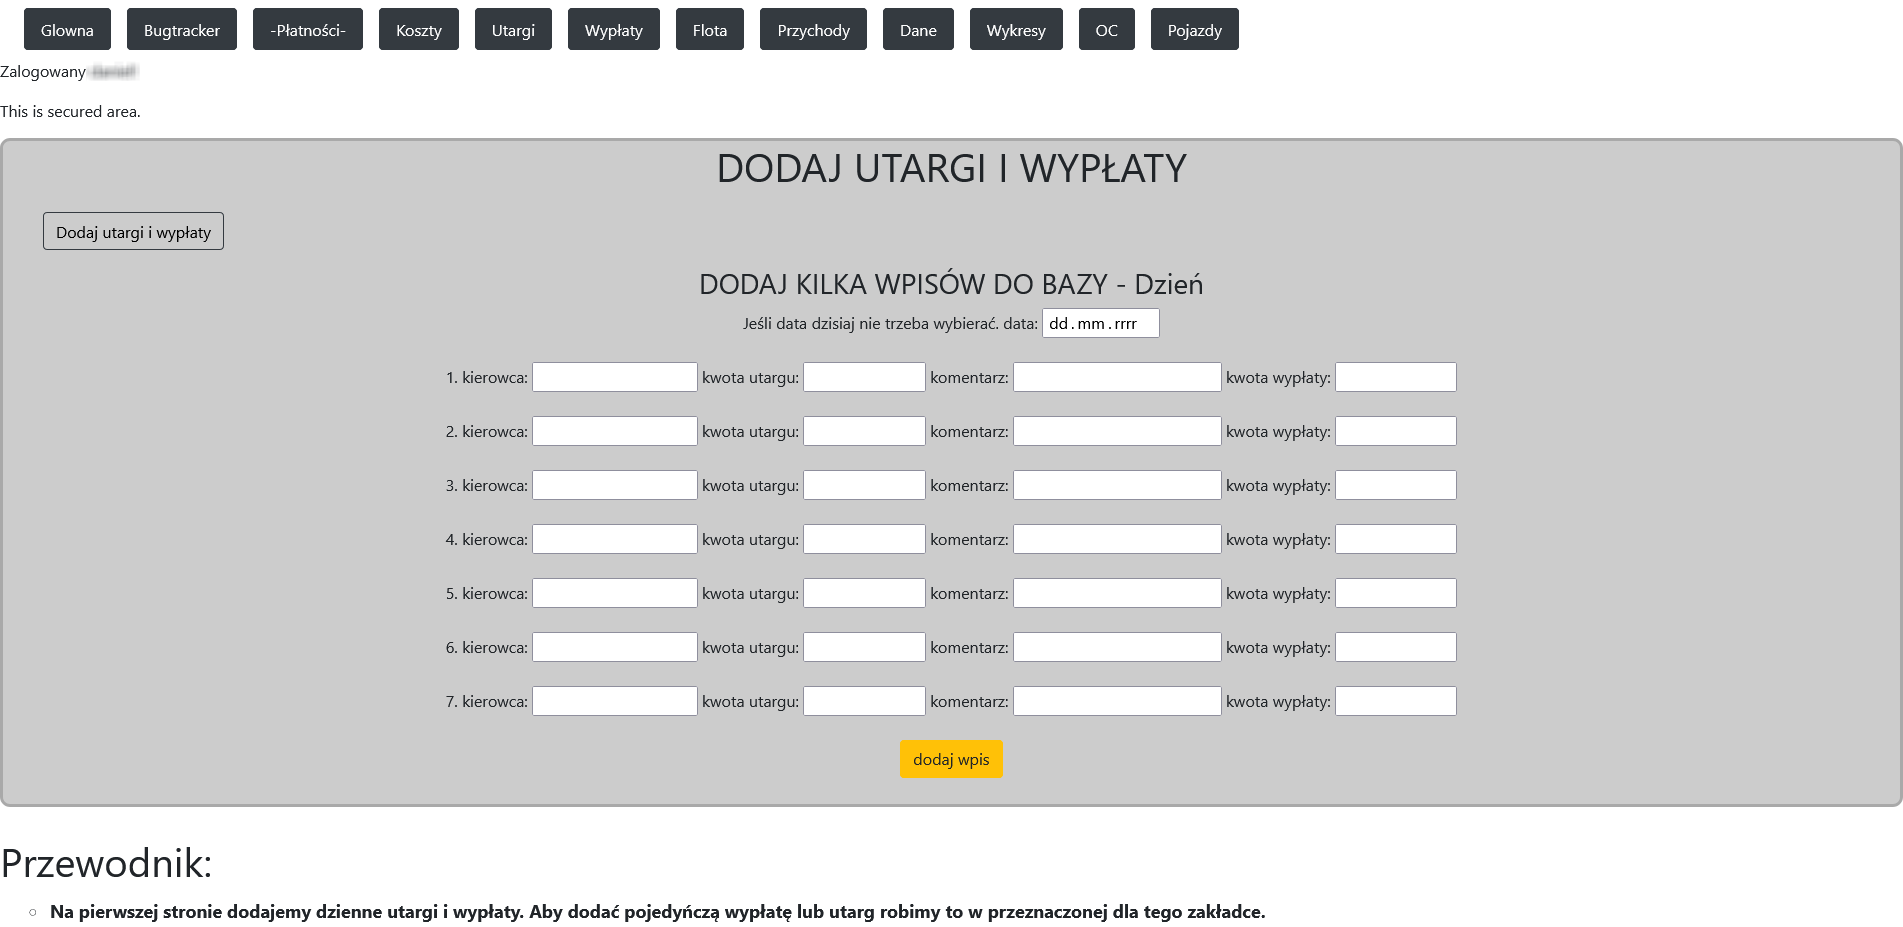 Glowna Bugtracker -Płatności- Koszty Utargi Wypłaty Flota Przychody Dane Wykresy OC Pojazdy
Zalogowany
This is secured area.
DODAJ UTARGI I WYPŁATY
Dodaj utargi i wypłaty
DODAJ KILKA WPISÓW DO BAZY - Dzień
Jeśli data dzisiaj nie trzeba wybierać. data: dd.mm.rrrr
1. kierowca: kwota utargu: komentarz: kwota wypłaty:
2. kierowca: kwota utargu: komentarz: kwota wypłaty:
3. kierowca: kwota utargu: komentarz: kwota wypłaty:
4. kierowca: kwota utargu: komentarz: kwota wypłaty:
5. kierowca: kwota utargu: komentarz: kwota wypłaty:
6. kierowca: kwota utargu: komentarz: kwota wypłaty:
7. kierowca: kwota utargu: komentarz: kwota wypłaty:
dodaj wpis
Przewodnik:
Na pierwszej stronie dodajemy dzienne utargi i wypłaty. Aby dodać pojedyńczą wypłatę lub utarg robimy to w przeznaczonej dla tego zakładce.